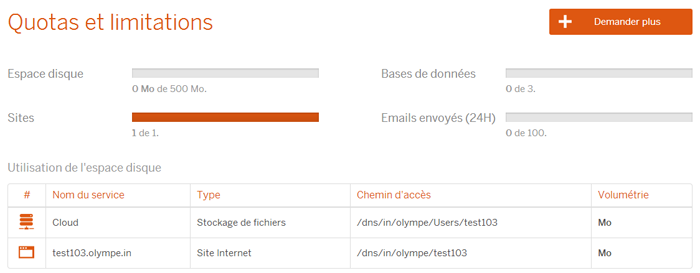 Quotas et limitations
Demander plus
Espace disque
0 Mo de 500 Mo.
Bases de données
0 de 3.
Sites
1 de 1.
Emails envoyés (24H)
0 de 100.
Utilisation de l'espace disque
# Nom du service Type Chemin d'accès Volumétrie
Cloud Stockage de fichiers /dns/in/olympe/Users/test103 Mo
test103.olympe.in Site Internet /dns/in/olympe/test103 Mo